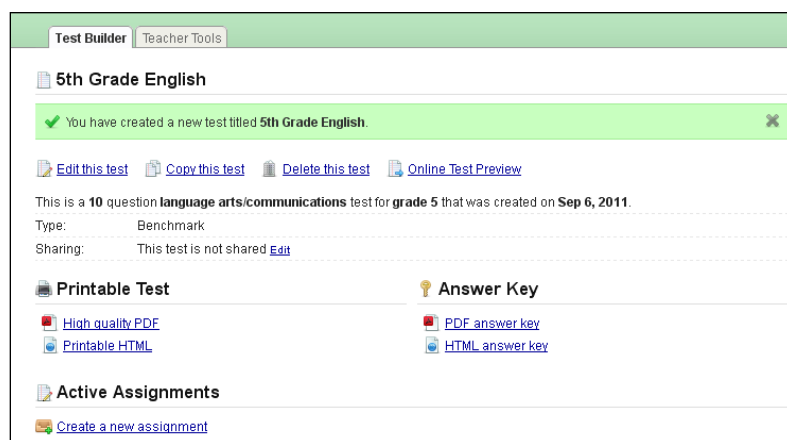 Test Builder Teacher Tools
5th Grade English
You have created a new test titled 5th Grade English.
Edit this test Copy this test Delete this test Online Test Preview
This is a 10 question language arts/communications test for grade 5 that was created on Sep 6, 2011.
Type: Benchmark
Sharing: This test is not shared Edit
Printable Test Answer Key
High quality PDF PDF answer key
Printable HTML HTML answer key
Active Assignments
Create a new assignment